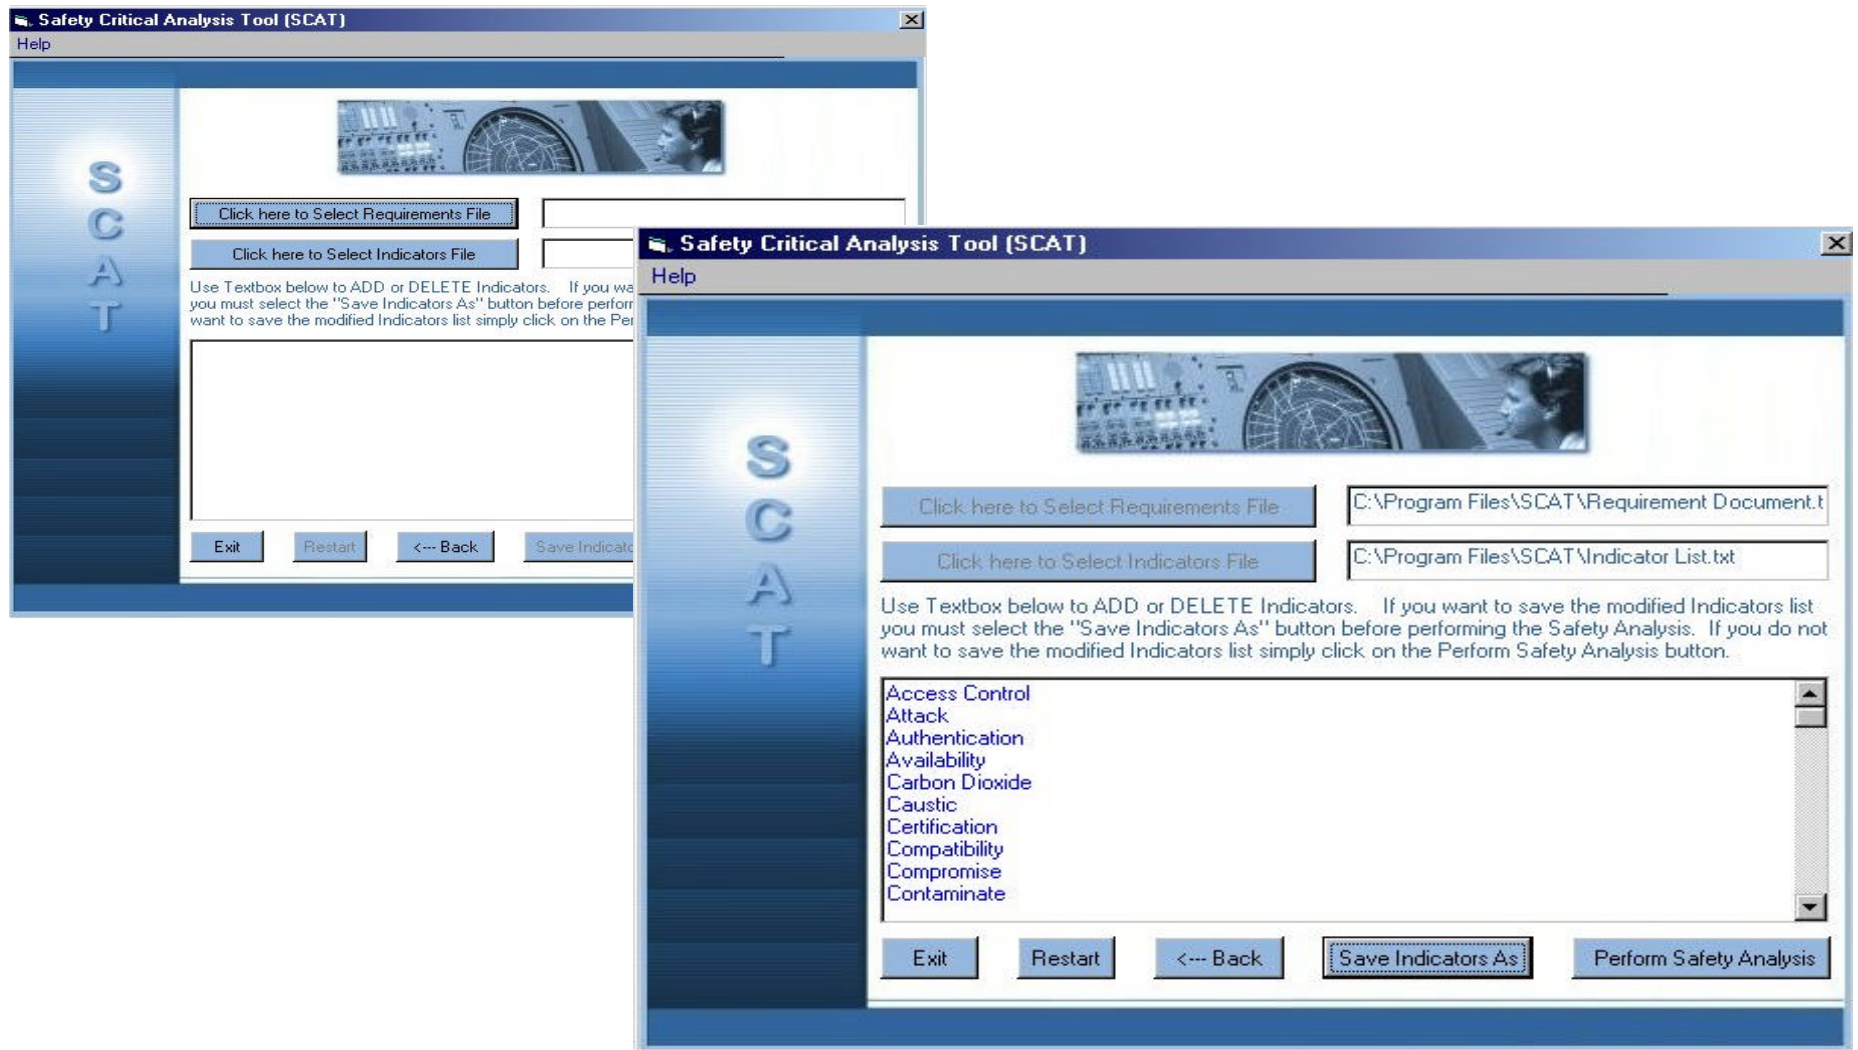 Safety Critical Analysis Tool (SCAT)
Help
S
C
A
T
Click here to Select Requirements File
Click here to Select Indicators File
Use Textbox below to ADD or DELETE Indicators. If you wa
you must select the "Save Indicators As" button before perfor
want to save the modified Indicators list simply click on the Per
Exit
Restart
<--- Back
Save Indicato
Safety Critical Analysis Tool (SCAT)
Help
S
C
A
T
Click here to Select Requirements File
C:\Program Files\SCAT\Requirement Document.t
Click here to Select Indicators File
C:\Program Files\SCAT\Indicator List.txt
Use Textbox below to ADD or DELETE Indicators. If you want to save the modified Indicators list
you must select the "Save Indicators As" button before performing the Safety Analysis. If you do not
want to save the modified Indicators list simply click on the Perform Safety Analysis button.
Access Control
Attack
Authentication
Availability
Carbon Dioxide
Caustic
Certification
Compatibility
Compromise
Contaminate
Exit
Restart
<--- Back
Save Indicators As
Perform Safety Analysis